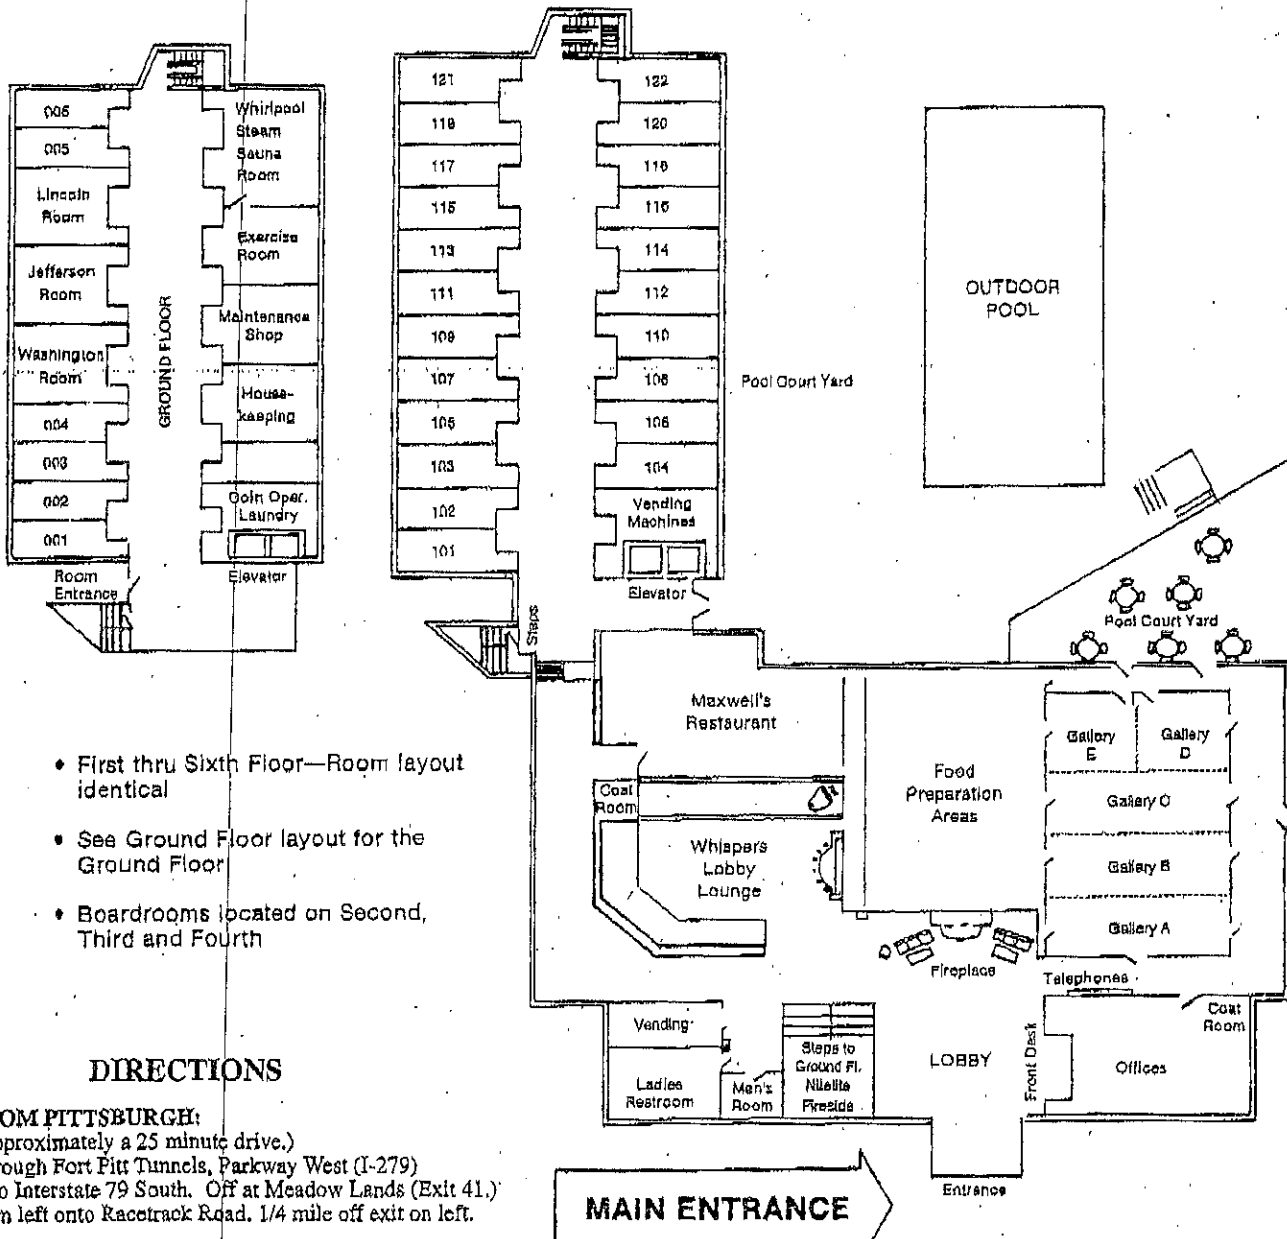 006
005
Lincoln
Room
Jefferson
Room
Washington
Room
004
003
002
001
Room
Entrance
GROUND FLOOR
Whirlpool
Steam
Sauna
Room
Exercise
Room
Maintenance
Shop
House-
keeping
Coin Oper.
Laundry
Elevator
121
119
117
115
113
111
109
107
105
103
102
101
122
120
118
116
114
112
110
108
106
104
Vending
Machines
Elevator
Steps
OUTDOOR
POOL
Pool Court Yard
Pool Court Yard
Maxwell's
Restaurant
Coat
Room
Whispers
Lobby
Lounge
Food
Preparation
Areas
Gallery
E
Gallery
D
Gallery C
Gallery B
Gallery A
Fireplace
Telephones
Coat
Room
Vending
Ladies
Restroom
Men's
Room
Steps to
Ground Fl.
Nitelite
Fireside
LOBBY
Front Desk
Offices
Entrance
MAIN ENTRANCE
• First thru Sixth Floor—Room layout
identical
• See Ground Floor layout for the
Ground Floor
• Boardrooms located on Second,
Third and Fourth
DIRECTIONS
OM PITTSBURGH:
pproximately a 25 minute drive.)
rough Fort Pitt Tunnels, Parkway West (I-279)
o Interstate 79 South. Off at Meadow Lands (Exit 41.)
n left onto Racetrack Road. 1/4 mile off exit on left.